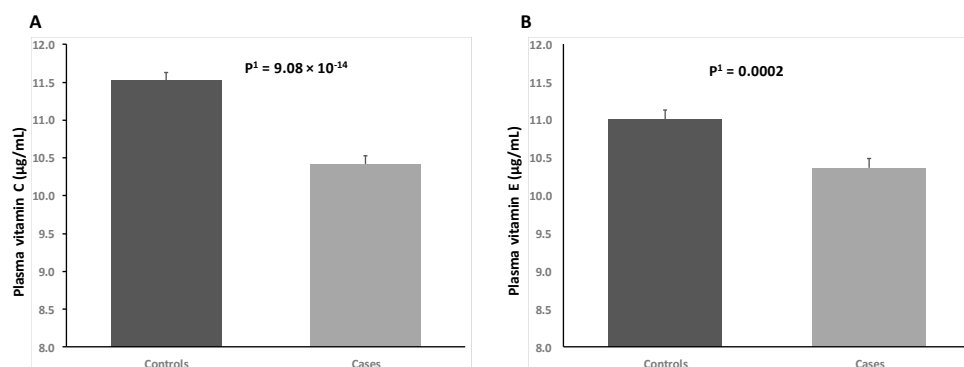 A
P¹ = 9.08 × 10⁻¹⁴
Plasma vitamin C (µg/mL)
12.0
11.5
11.0
10.5
10.0
9.5
9.0
8.5
8.0
Controls
Cases
B
P¹ = 0.0002
Plasma vitamin E (µg/mL)
12.0
11.5
11.0
10.5
10.0
9.5
9.0
8.5
8.0
Controls
Cases